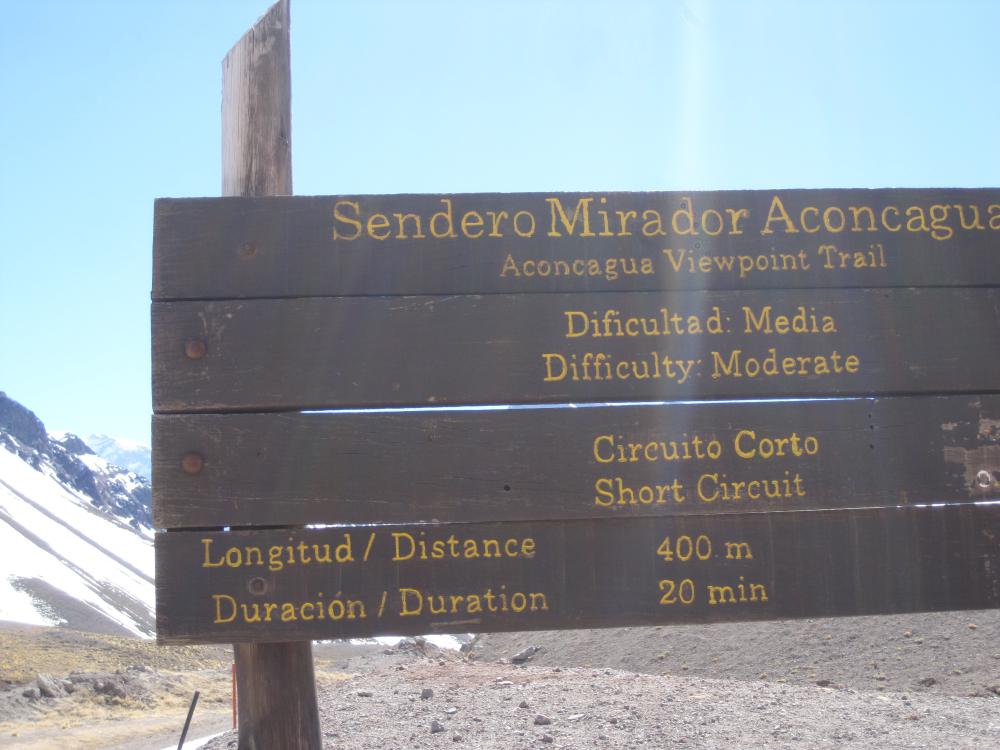 Sendero Mirador Aconcagua
Aconcagua Viewpoint Trail
Dificultad: Media
Difficulty: Moderate
Circuito Corto
Short Circuit
Longitud / Distance 400 m
Duración / Duration 20 min